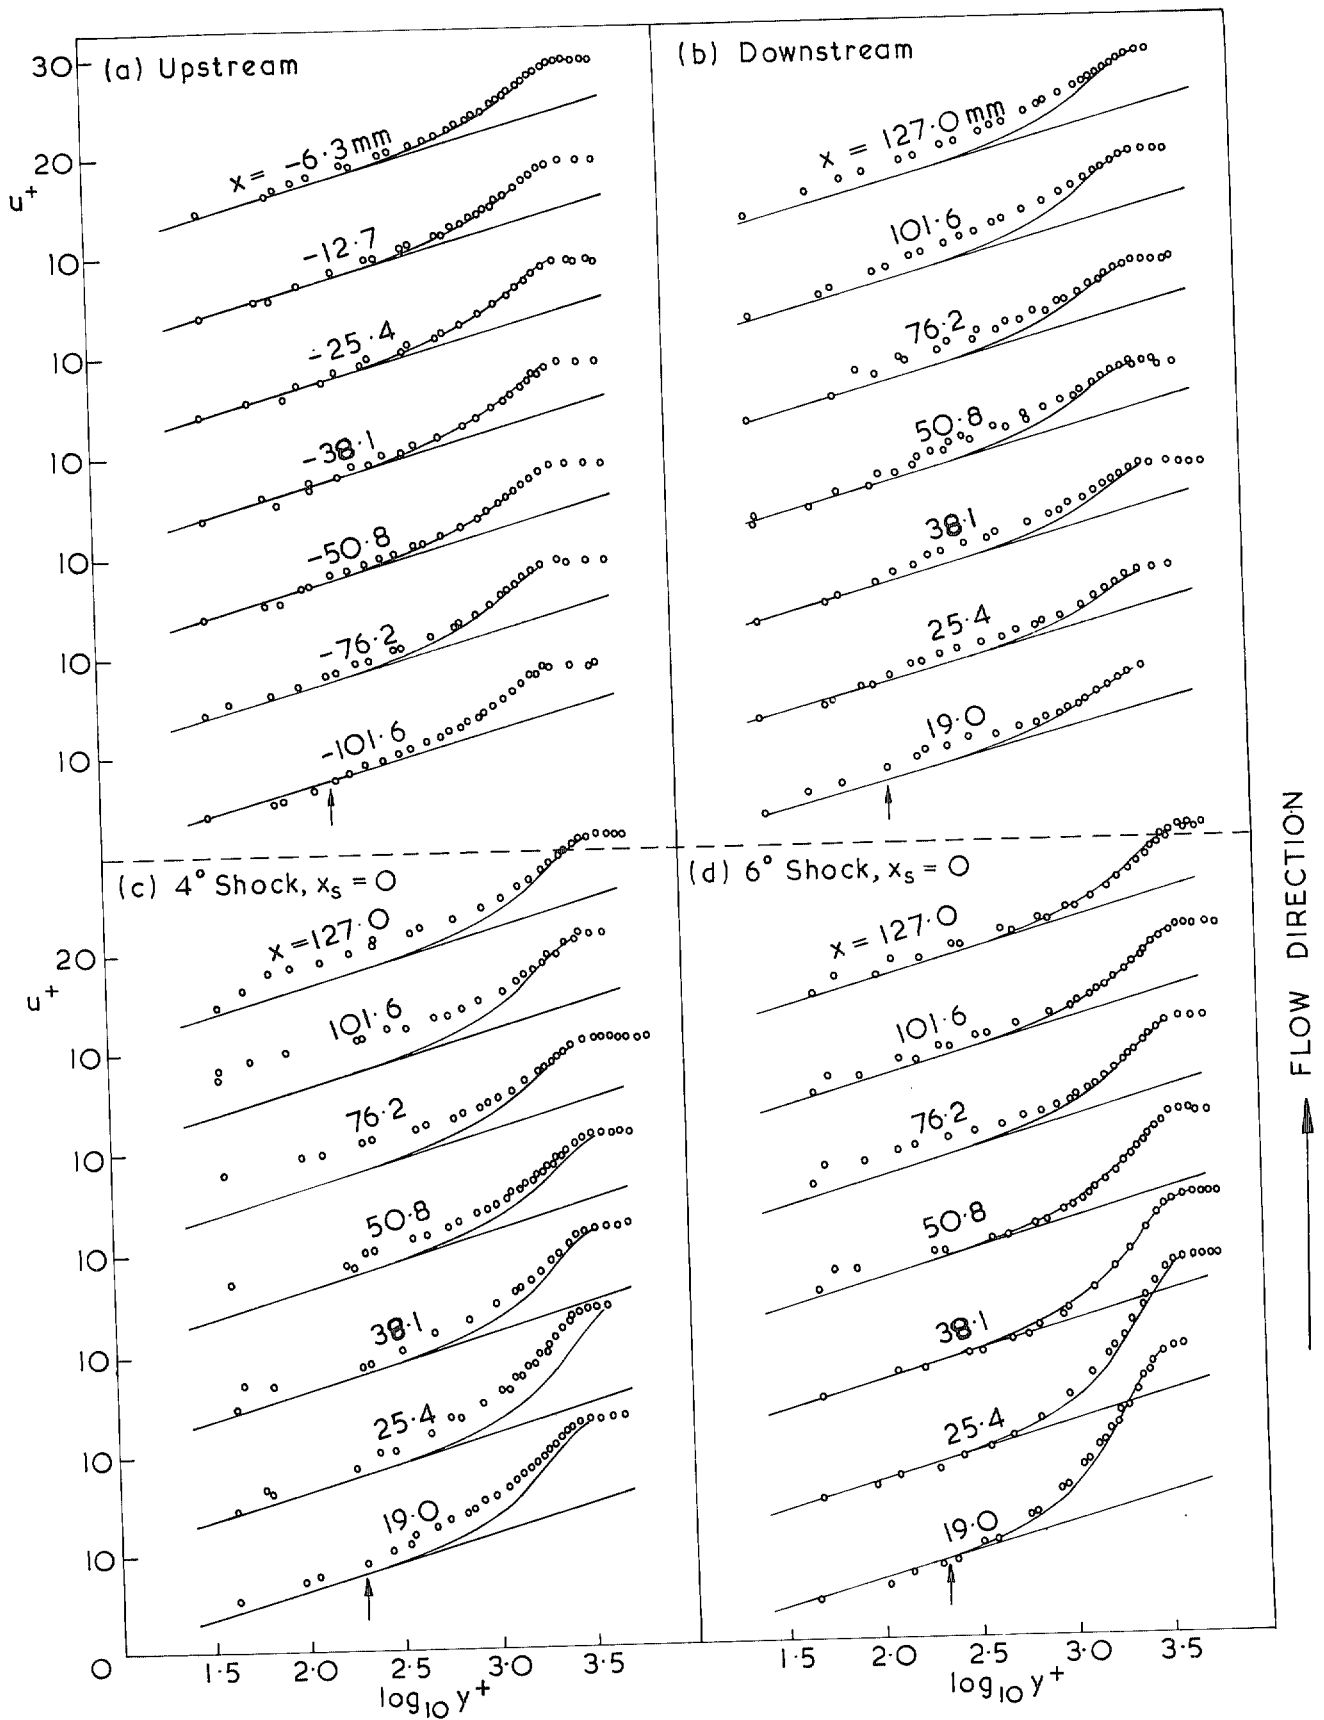 (a) Upstream
(b) Downstream
30
20
u+
10
10
10
10
10
10
x = -6.3 mm
-12.7
-25.4
-38.1
-50.8
-76.2
-101.6
x = 127.0 mm
101.6
76.2
50.8
38.1
25.4
19.0
(c) 4° Shock, xs = 0
(d) 6° Shock, xs = 0
20
u+
10
10
10
10
10
10
x = 127.0
101.6
76.2
50.8
38.1
25.4
19.0
x = 127.0
101.6
76.2
50.8
38.1
25.4
19.0
FLOW DIRECTION
0 1.5 2.0 2.5 3.0 3.5
1.5 2.0 2.5 3.0 3.5
log10 y+
log10 y+